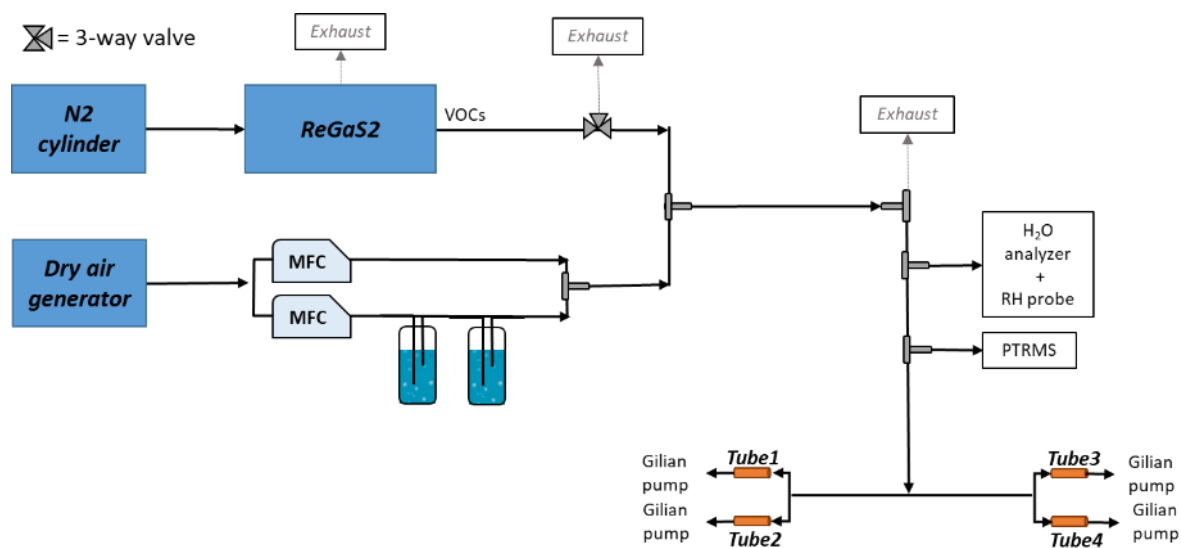 = 3-way valve
Exhaust
Exhaust
N2
cylinder
ReGaS2
VOCs
Exhaust
Dry air
generator
MFC
MFC
H₂O
analyzer
+
RH probe
PTRMS
Gilian
pump
Tube1
Tube3
Gilian
pump
Gilian
pump
Tube2
Tube4
Gilian
pump